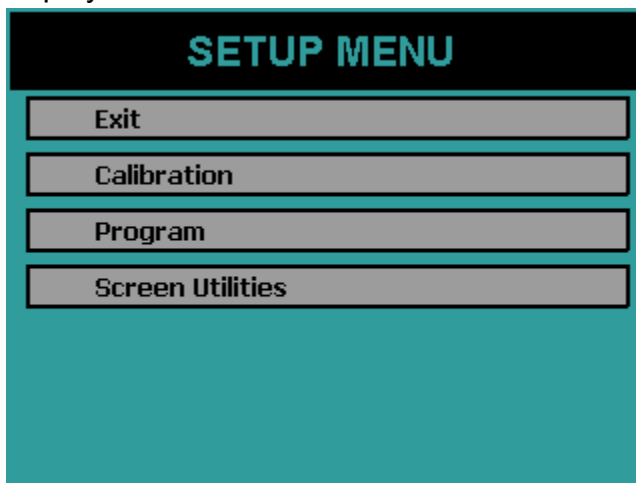 SETUP MENU
Exit
Calibration
Program
Screen Utilities